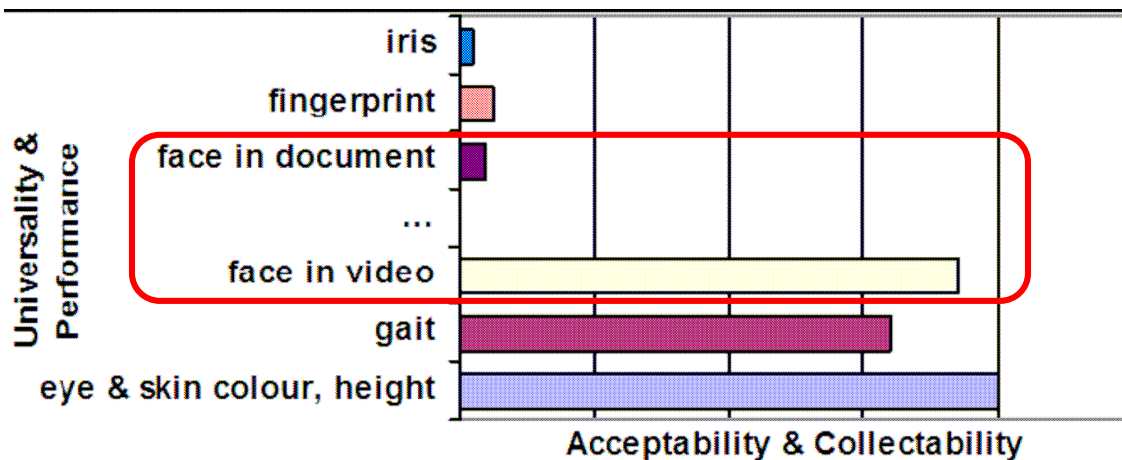 iris
fingerprint
face in document
...
face in video
gait
eye & skin colour, height
Universality &
Performance
Acceptability & Collectability